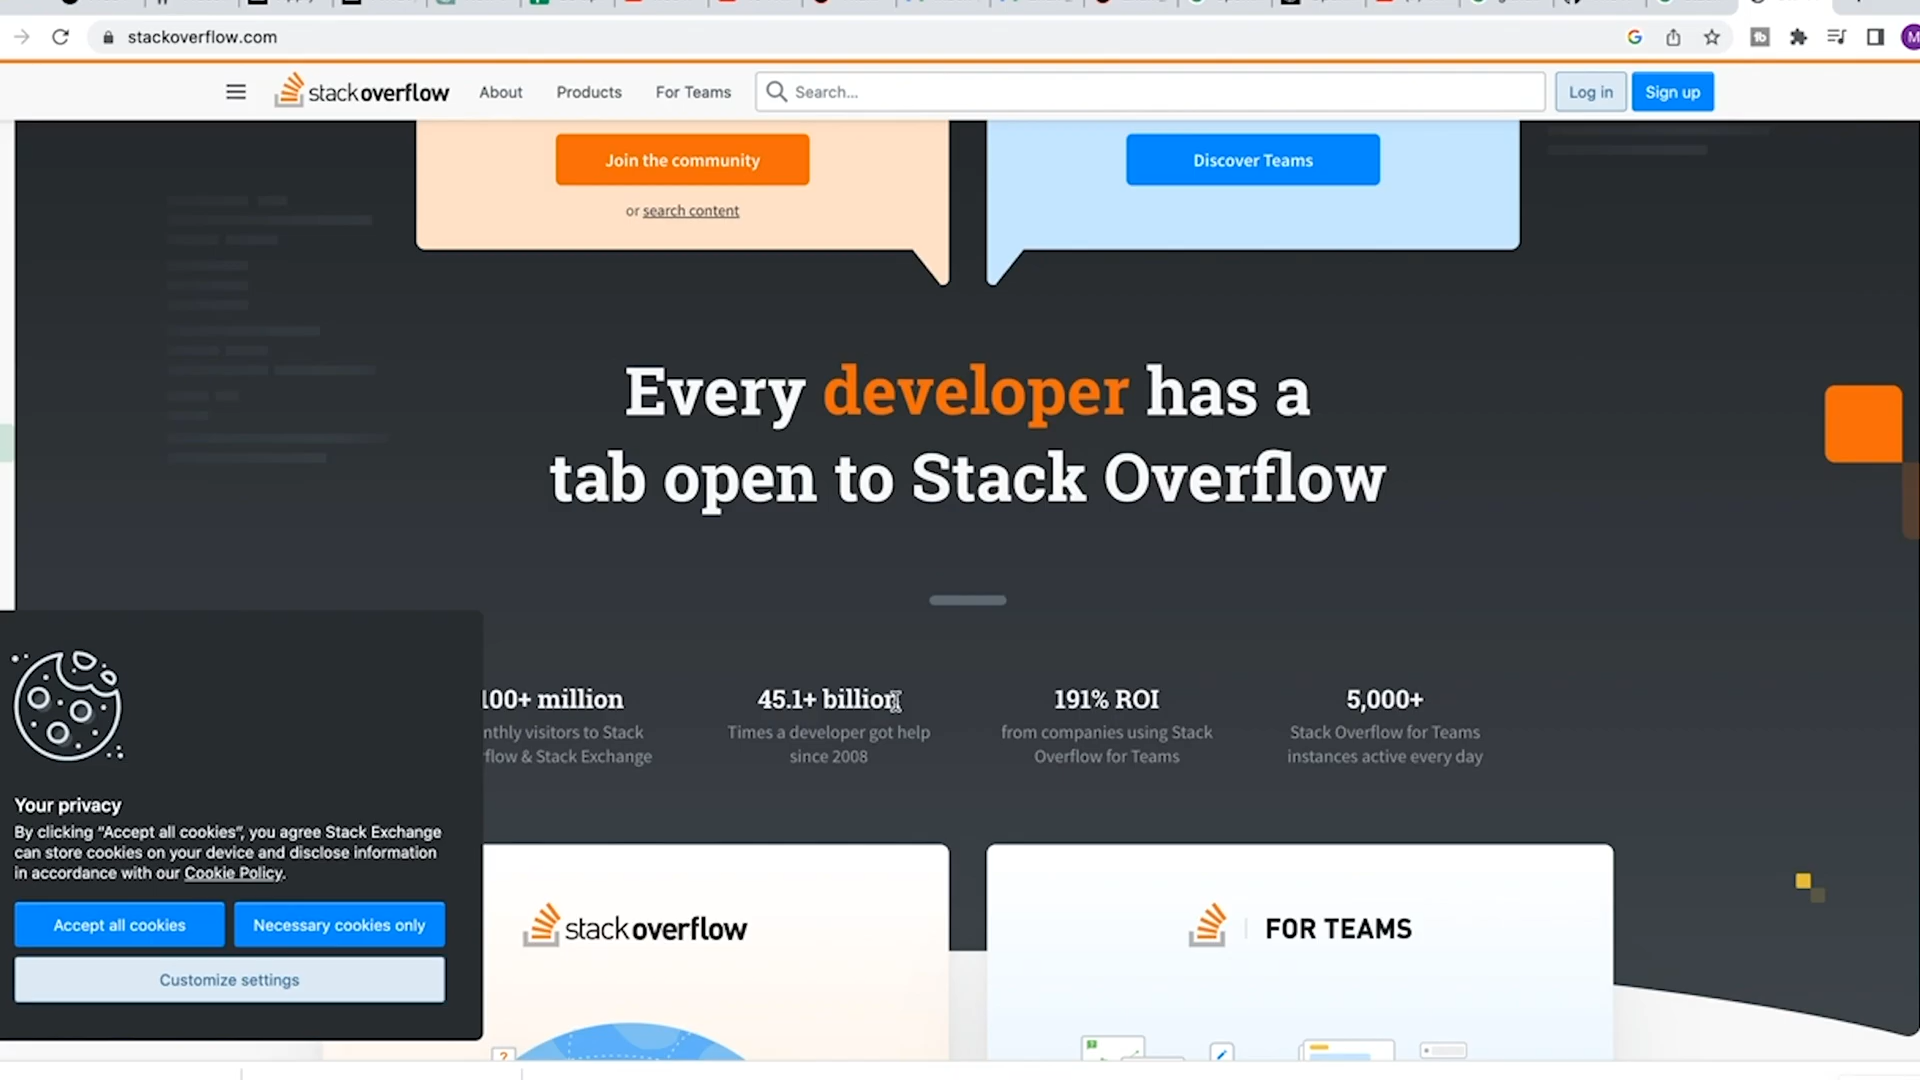 stackoverflow.com
M
stackoverflow
About
Products
For Teams
Search...
Log in
Sign up
Join the community
Discover Teams
or search content
Every developer has a
tab open to Stack Overflow
100+ million
nthly visitors to Stack
flow & Stack Exchange
45.1+ billion
Times a developer got help
since 2008
191% ROI
from companies using Stack
Overflow for Teams
5,000+
Stack Overflow for Teams
instances active every day
Your privacy
By clicking “Accept all cookies”, you agree Stack Exchange
can store cookies on your device and disclose information
in accordance with our Cookie Policy.
Accept all cookies
Necessary cookies only
Customize settings
stackoverflow
FOR TEAMS
?